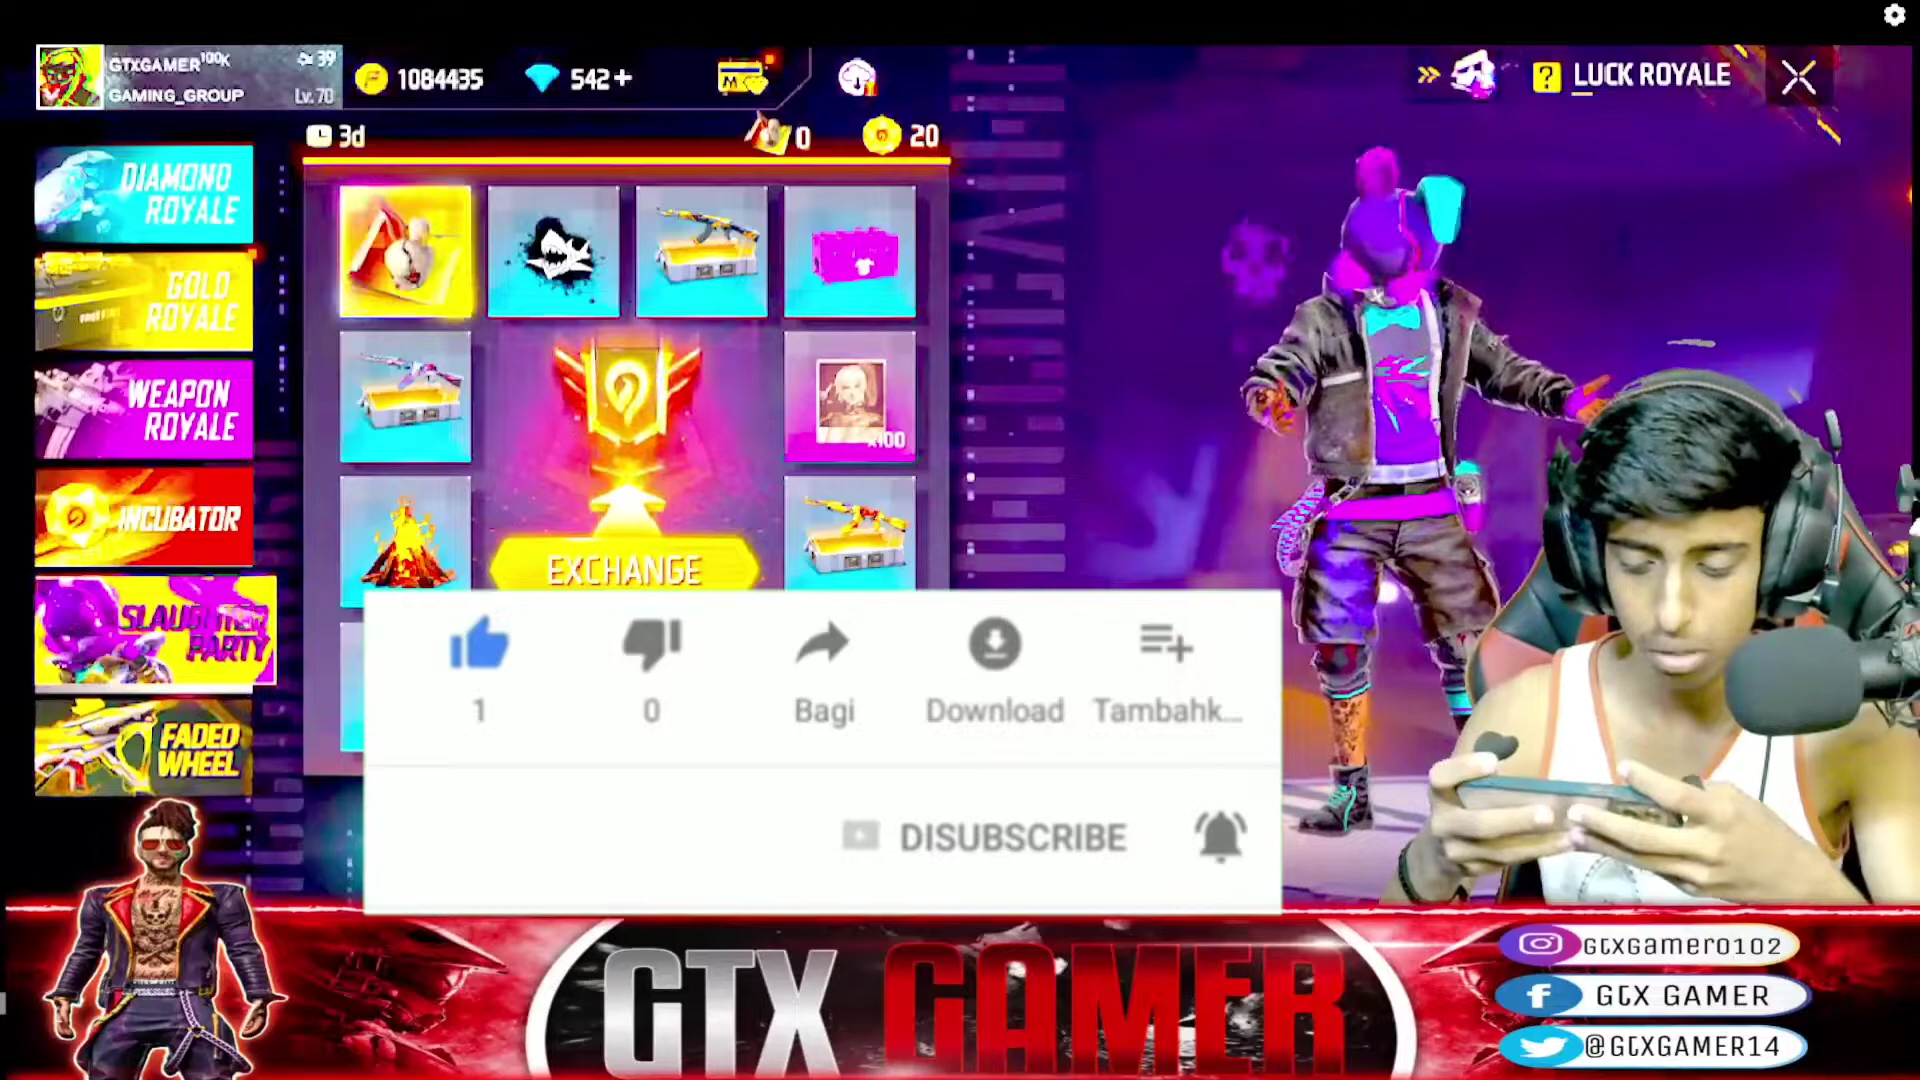 GTXGAMER100K
39
GAMING_GROUP
Lv. 70
1084435
542+
LUCK ROYALE
3d
0
20
DIAMOND
ROYALE
GOLD
ROYALE
WEAPON
ROYALE
INCUBATOR
SLAUGHTER
PARTY
FADED
WHEEL
x100
EXCHANGE
1
0
Bagi
Download
Tambahk...
DISUBSCRIBE
GTX GAMER
gtxgamer0102
GTX GAMER
@GTXGAMER14